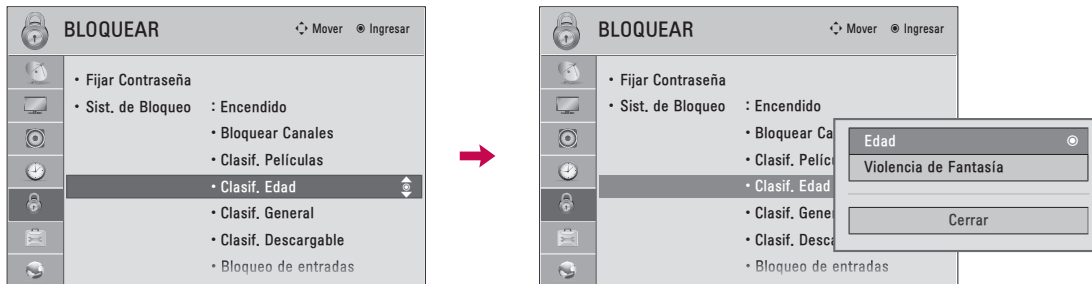 BLOQUEAR
Mover Ingresar
• Fijar Contraseña
• Sist. de Bloqueo : Encendido
• Bloquear Canales
• Clasif. Películas
• Clasif. Edad
• Clasif. General
• Clasif. Descargable
• Bloqueo de entradas
BLOQUEAR
Mover Ingresar
• Fijar Contraseña
• Sist. de Bloqueo : Encendido
• Bloquear Ca
• Clasif. Pelíc
• Clasif. Edad
• Clasif. Gene
• Clasif. Desca
• Bloqueo de entradas
Edad
Violencia de Fantasía
Cerrar